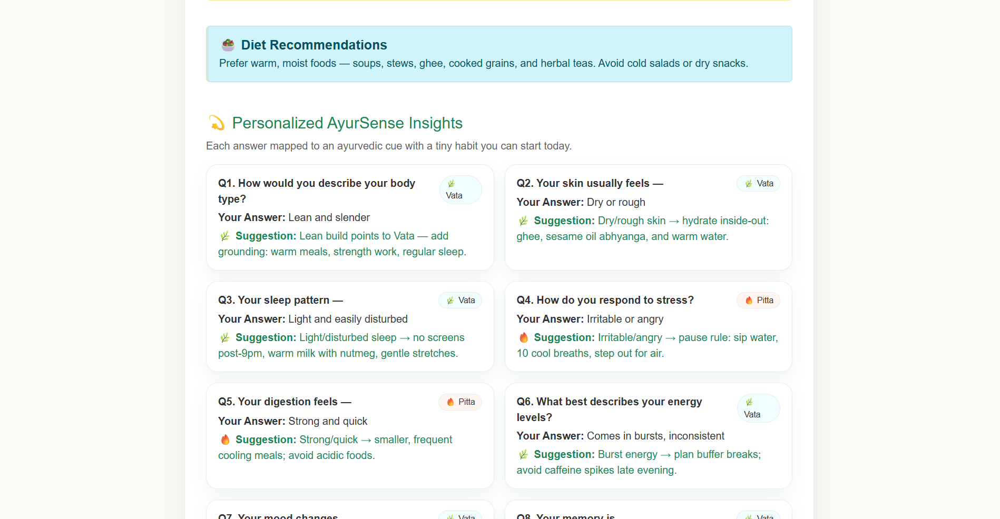 Diet Recommendations
Prefer warm, moist foods — soups, stews, ghee, cooked grains, and herbal teas. Avoid cold salads or dry snacks.
Personalized AyurSense Insights
Each answer mapped to an ayurvedic cue with a tiny habit you can start today.
Q1. How would you describe your body
type?
Vata
Your Answer: Lean and slender
Suggestion: Lean build points to Vata — add
grounding: warm meals, strength work, regular sleep.
Q2. Your skin usually feels —
Vata
Your Answer: Dry or rough
Suggestion: Dry/rough skin → hydrate inside-out:
ghee, sesame oil abhyanga, and warm water.
Q3. Your sleep pattern —
Vata
Your Answer: Light and easily disturbed
Suggestion: Light/disturbed sleep → no screens
post-9pm, warm milk with nutmeg, gentle stretches.
Q4. How do you respond to stress?
Pitta
Your Answer: Irritable or angry
Suggestion: Irritable/angry → pause rule: sip water,
10 cool breaths, step out for air.
Q5. Your digestion feels —
Pitta
Your Answer: Strong and quick
Suggestion: Strong/quick → smaller, frequent
cooling meals; avoid acidic foods.
Q6. What best describes your energy
levels?
Vata
Your Answer: Comes in bursts, inconsistent
Suggestion: Burst energy → plan buffer breaks;
avoid caffeine spikes late evening.
Q7. Your mood changes
Vata
Q8. Your memory is
Vata